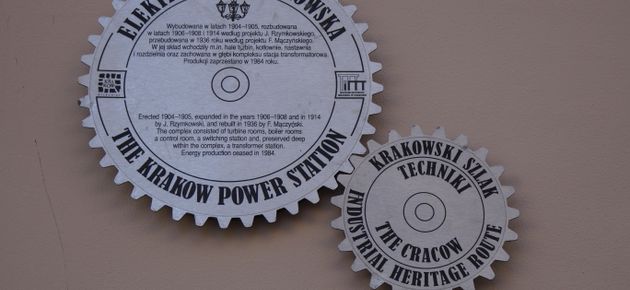 KOWSKA
Wybudowana w latach 1904–1905, rozbudowana
w latach 1906–1908 i 1914 według projektu J. Rzymkowskiego,
przebudowana w 1936 roku według projektu F. Mączyńskiego.
W jej skład wchodziły m.in. hale turbin, kotłownie, nastawnia
i rozdzielnia oraz zachowana w głębi kompleksu stacja transformatorowa.
Produkcji zaprzestano w 1984 roku.
Erected 1904–1905, expanded in the years 1906–1908 and in 1914
by J. Rzymkowski, and rebuilt in 1936 by F. Mączyński.
The complex consisted of turbine rooms, boiler rooms
a control room, a switching station and, preserved deep
within the complex, a transformer station.
Energy production ceased in 1984.
THE KRAKOW POWER STATION
KRAKOWSKI SZLAK
TECHNIKI
THE CRACOW
INDUSTRIAL HERITAGE ROUTE